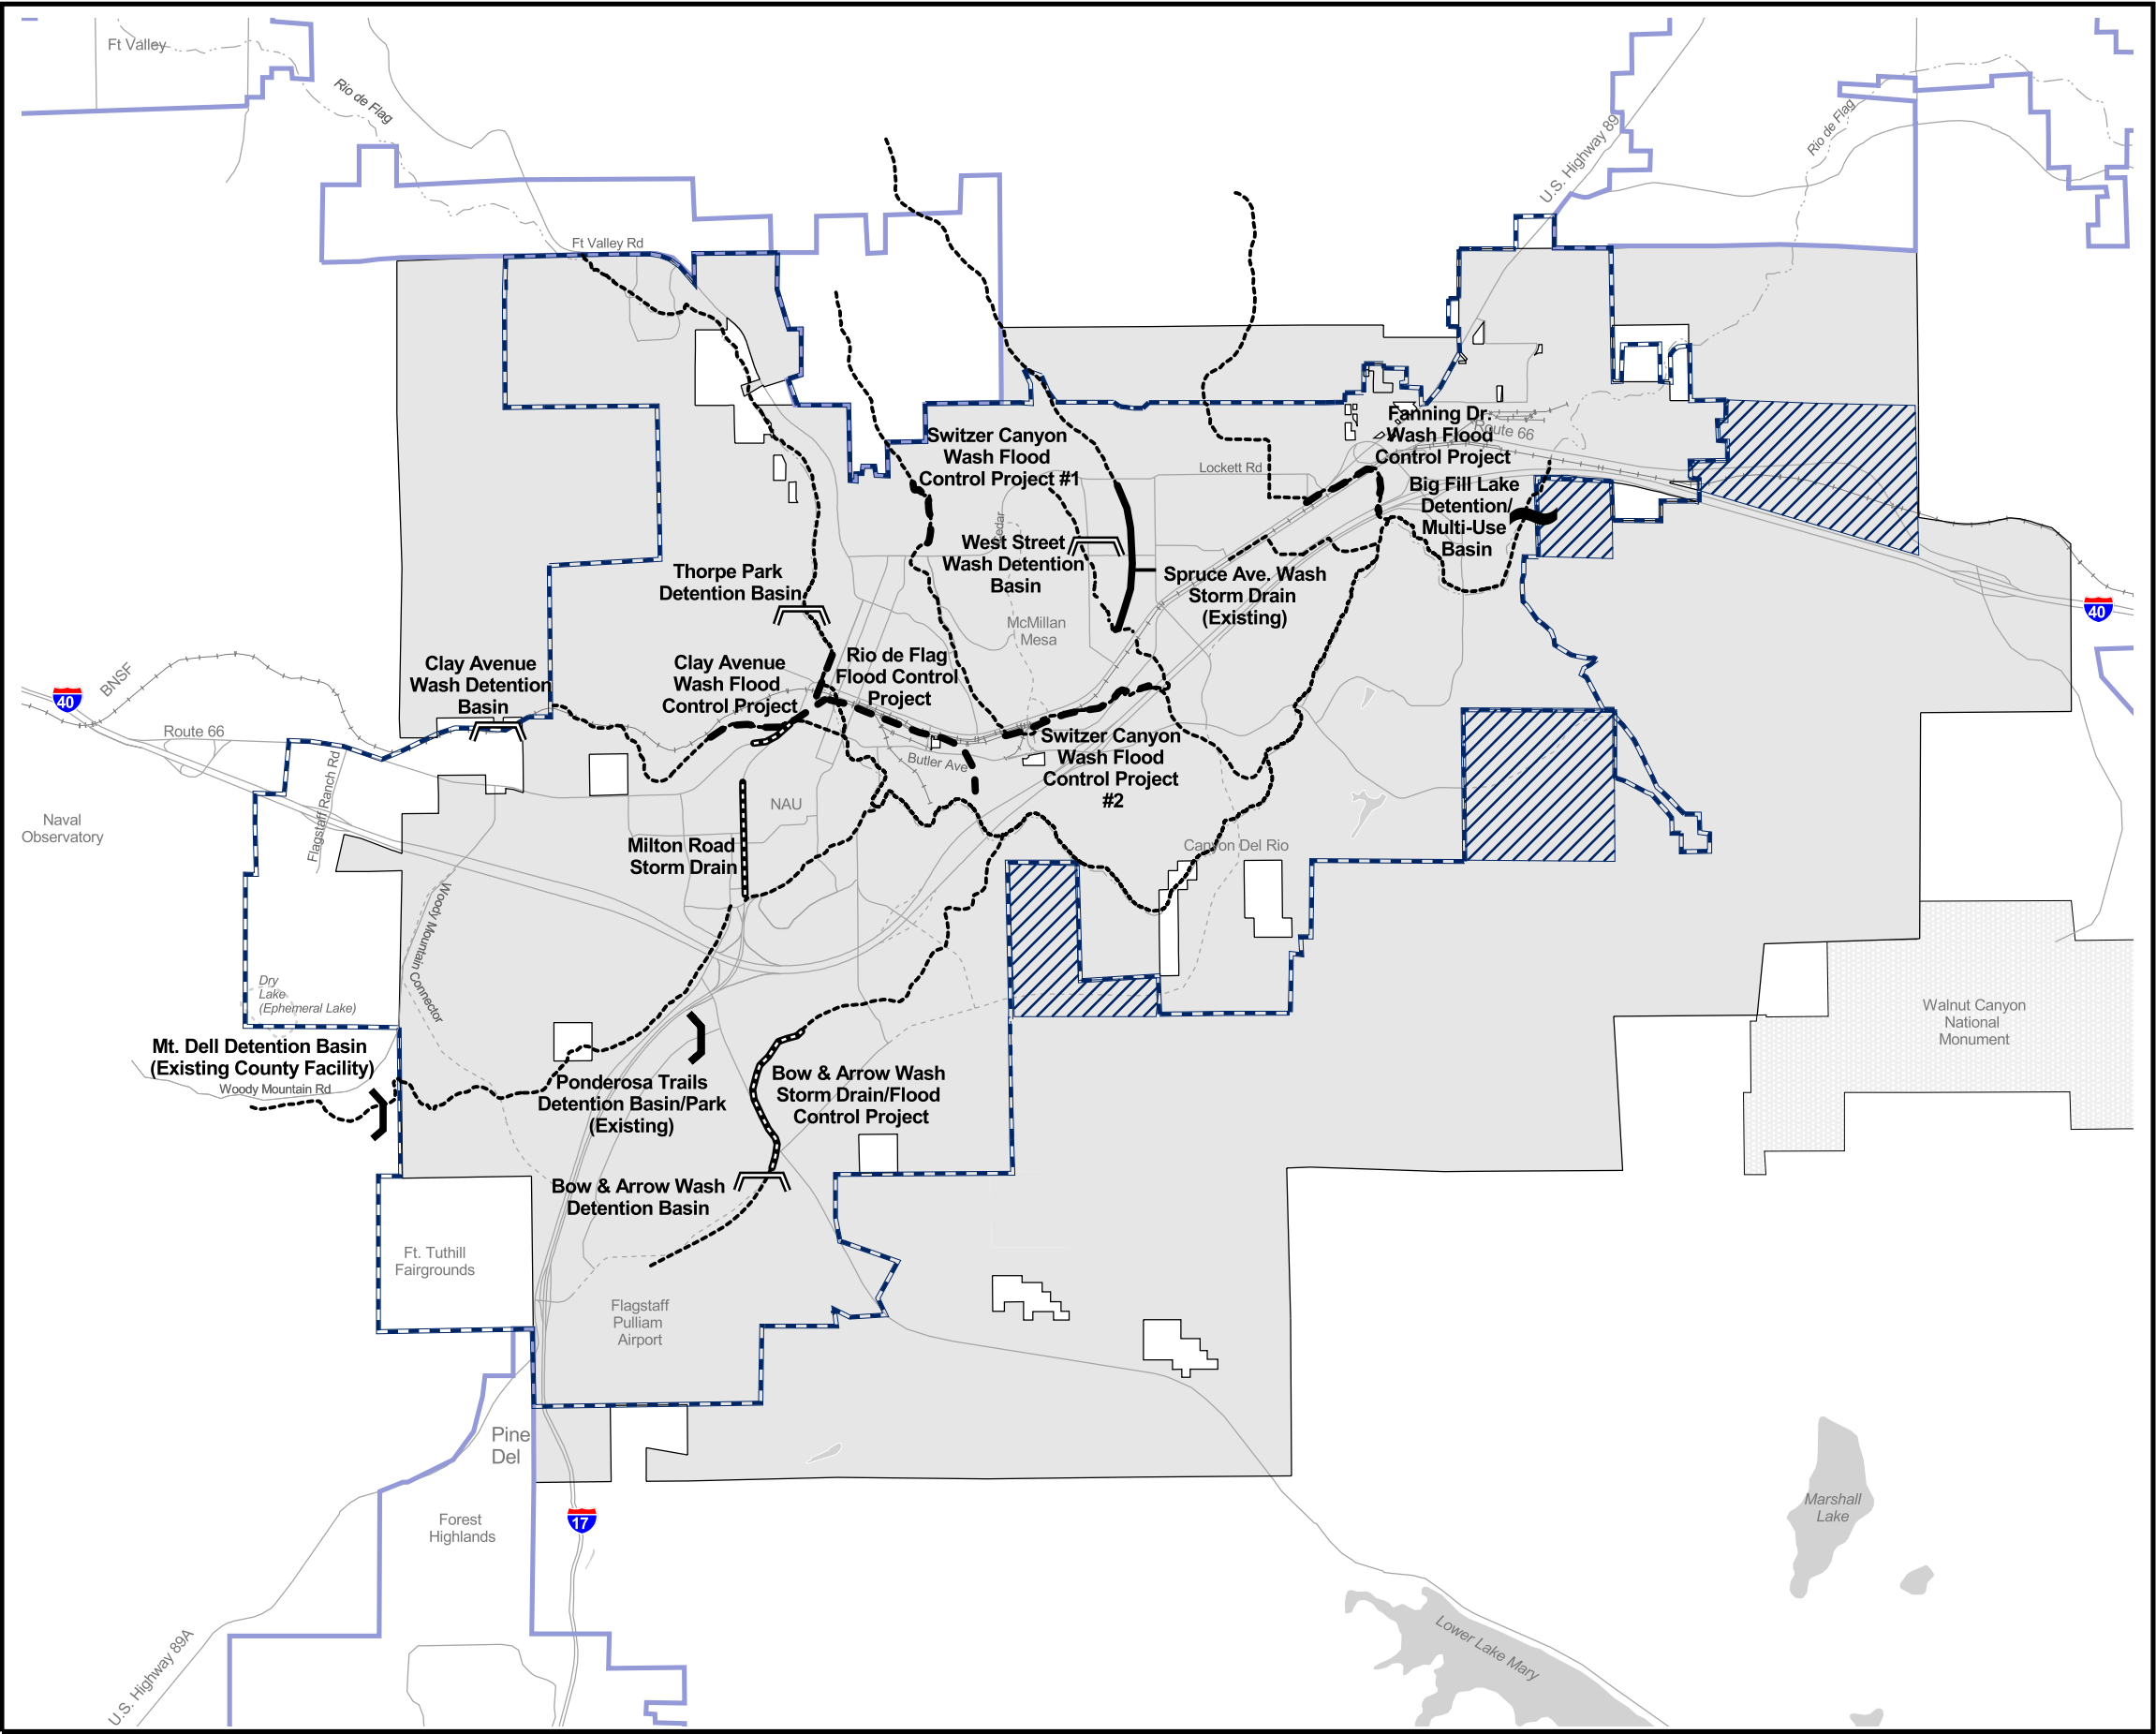 Ft Valley
Rio de Flag
U.S. Highway 89
Rio de Flag
Ft Valley Rd
Switzer Canyon
Wash Flood
Control Project #1
Fanning Dr.
Wash Flood
Control Project
Route 66
Lockett Rd
Big Fill Lake
Detention/
Multi-Use
Basin
West Street
Wash Detention
Basin
Spruce Ave. Wash
Storm Drain
(Existing)
Thorpe Park
Detention Basin
McMillan
Mesa
40
Clay Avenue
Wash Detention
Basin
Clay Avenue
Wash Flood
Control Project
Rio de Flag
Flood Control
Project
BNSF
40
Route 66
Flagstaff Ranch Rd
Butler Ave
Switzer Canyon
Wash Flood
Control Project
#2
Naval
Observatory
NAU
Milton Road
Storm Drain
Canyon Del Rio
Woody Mountain Connector
Dry
Lake
(Ephemeral Lake)
Walnut Canyon
National
Monument
Mt. Dell Detention Basin
(Existing County Facility)
Woody Mountain Rd
Ponderosa Trails
Detention Basin/Park
(Existing)
Bow & Arrow Wash
Storm Drain/Flood
Control Project
Bow & Arrow Wash
Detention Basin
Ft. Tuthill
Fairgrounds
Flagstaff
Pulliam
Airport
Pine
Del
Forest
Highlands
17
Marshall
Lake
Lower Lake Mary
U.S. Highway 89A